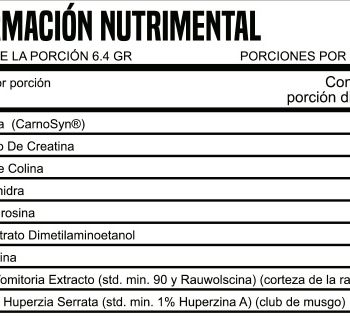 RMACIÓN NUTRIMENTAL
E LA PORCIÓN 6.4 GR PORCIONES POR
or porción Con
porción d
a (CarnoSyn®)
o De Creatina
e Colina
nidra
rosina
trato Dimetilaminoetanol
ina
omitoria Extracto (std. min. 90 y Rauwolscina) (corteza de la ra
Huperzia Serrata (std. min. 1% Huperzina A) (club de musgo)